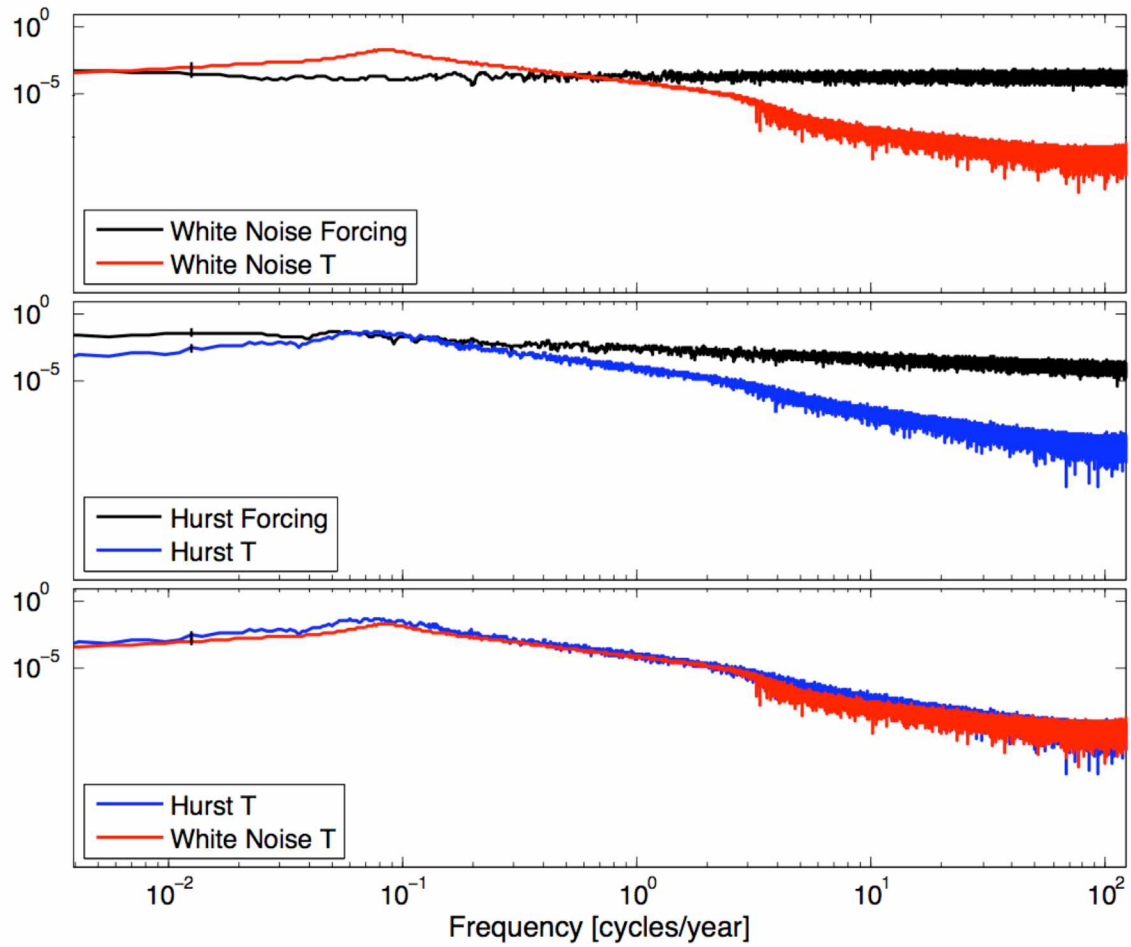 10^0
10^-5
White Noise Forcing
White Noise T
10^0
10^-5
Hurst Forcing
Hurst T
10^0
10^-5
Hurst T
White Noise T
10^-2 10^-1 10^0 10^1 10^2
Frequency [cycles/year]